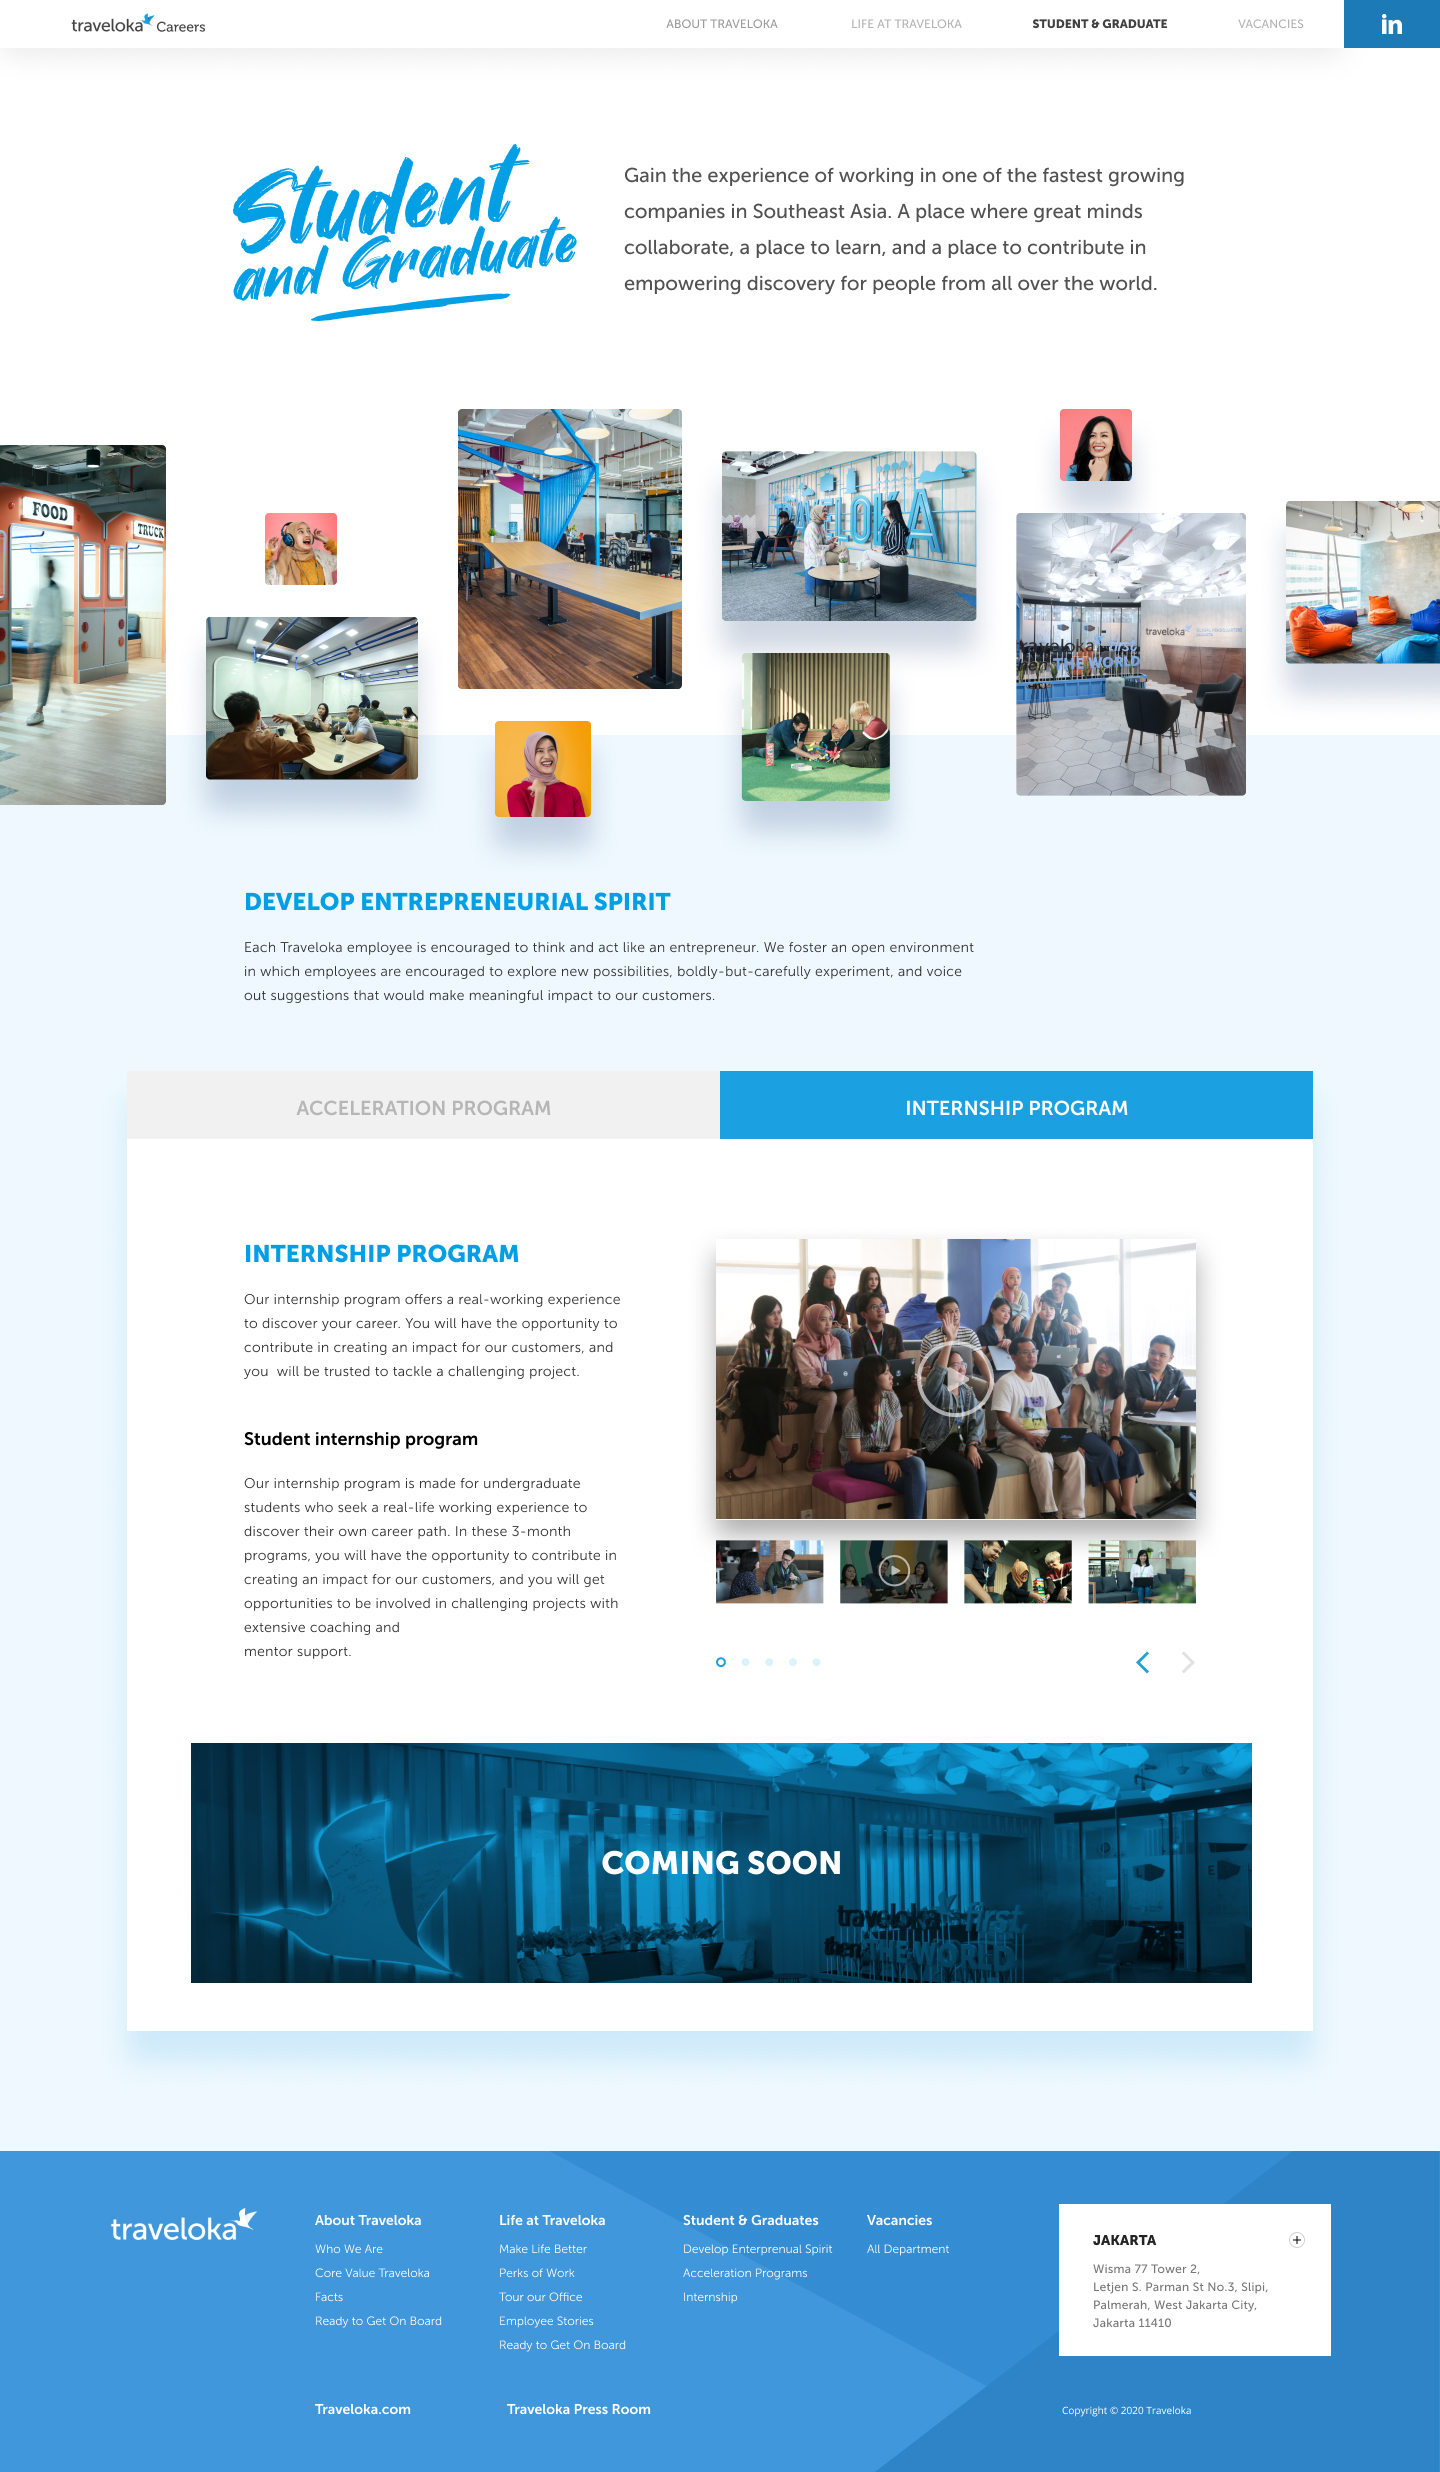 traveloka Careers
ABOUT TRAVELOKA
LIFE AT TRAVELOKA
STUDENT & GRADUATE
VACANCIES
in
Student
and Graduate
Gain the experience of working in one of the fastest growing
companies in Southeast Asia. A place where great minds
collaborate, a place to learn, and a place to contribute in
empowering discovery for people from all over the world.
FOOD
TRUCK
TRAVELOKA
traveloka
traveloka first
THE WORLD
DEVELOP ENTREPRENEURIAL SPIRIT
Each Traveloka employee is encouraged to think and act like an entrepreneur. We foster an open environment
in which employees are encouraged to explore new possibilities, boldly-but-carefully experiment, and voice
out suggestions that would make meaningful impact to our customers.
ACCELERATION PROGRAM
INTERNSHIP PROGRAM
INTERNSHIP PROGRAM
Our internship program offers a real-working experience
to discover your career. You will have the opportunity to
contribute in creating an impact for our customers, and
you  will be trusted to tackle a challenging project.
Student internship program
Our internship program is made for undergraduate
students who seek a real-life working experience to
discover their own career path. In these 3-month
programs, you will have the opportunity to contribute in
creating an impact for our customers, and you will get
opportunities to be involved in challenging projects with
extensive coaching and
mentor support.
COMING SOON
traveloka first
THE WORLD
traveloka
About Traveloka
Who We Are
Core Value Traveloka
Facts
Ready to Get On Board
Life at Traveloka
Make Life Better
Perks of Work
Tour our Office
Employee Stories
Ready to Get On Board
Student & Graduates
Develop Enterprenual Spirit
Acceleration Programs
Internship
Vacancies
All Department
JAKARTA
Wisma 77 Tower 2,
Letjen S. Parman St No.3, Slipi,
Palmerah, West Jakarta City,
Jakarta 11410
Traveloka.com
Traveloka Press Room
Copyright © 2020 Traveloka